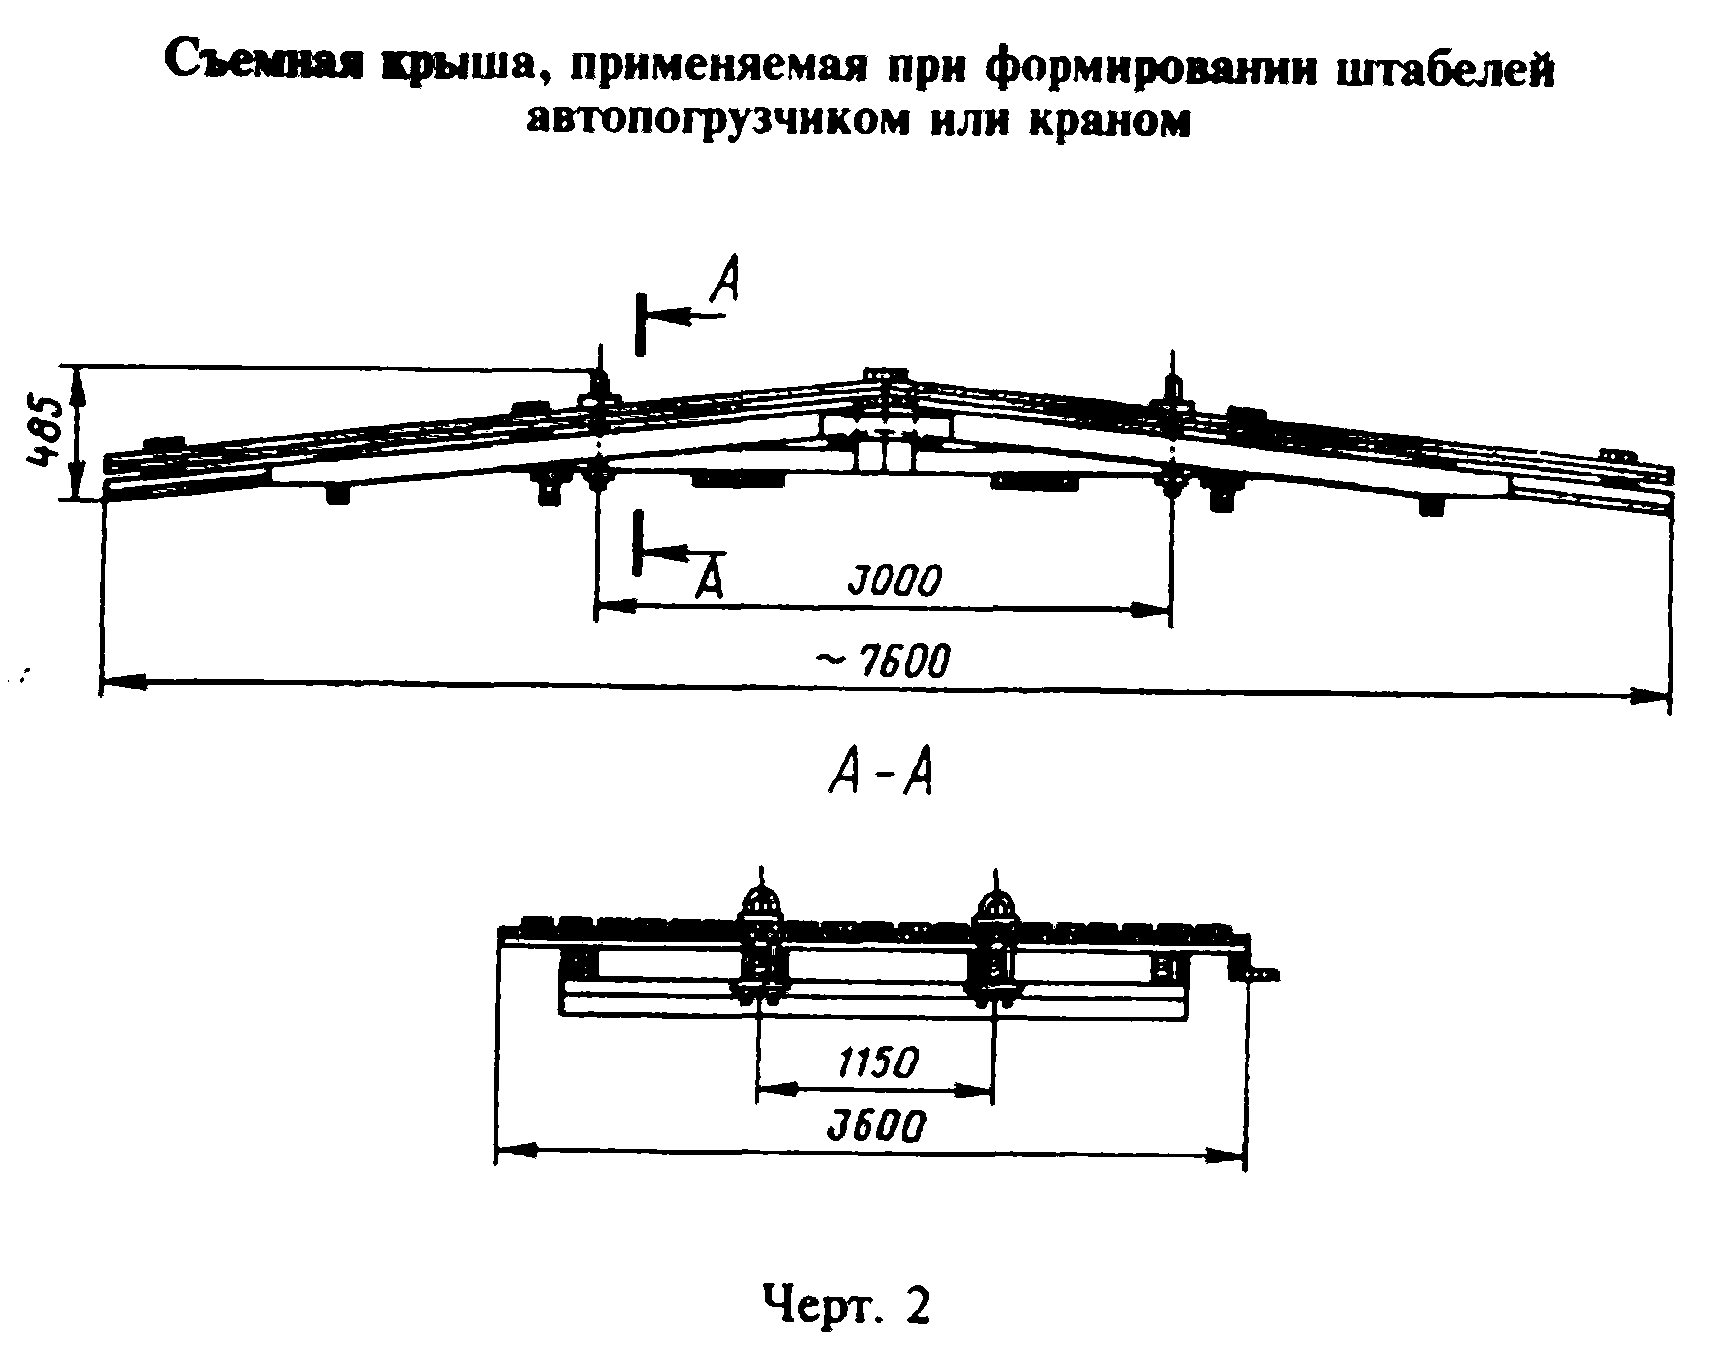 Съемная крыша, применяемая при формировании штабелей
автопогрузчиком или краном
А
485
А
3000
~7600
А-А
1150
3600
Черт. 2